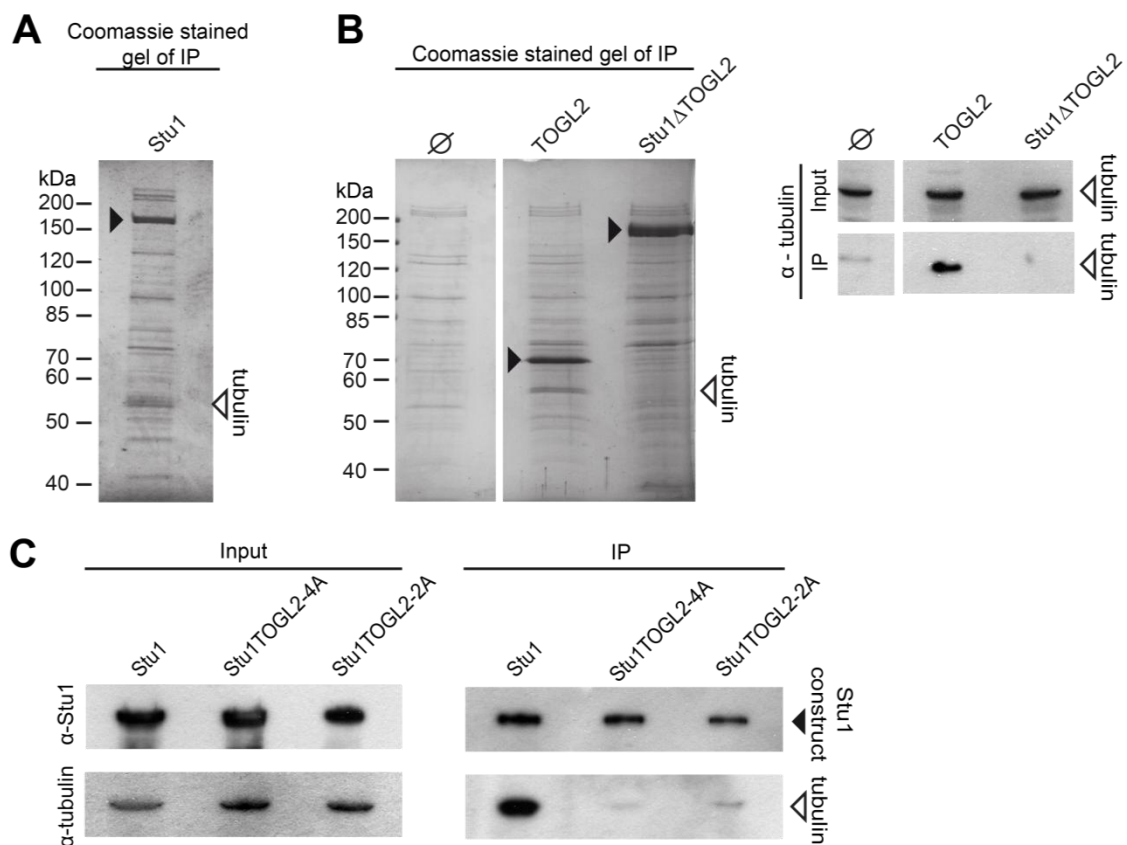 A
Coomassie stained
gel of IP
Stu1
kDa
200
150
120
100
85
70
60
50
40
tubulin
B
Coomassie stained gel of IP
Ꝋ
TOGL2
Stu1ΔTOGL2
kDa
200
150
120
100
85
70
60
50
40
tubulin
Ꝋ
TOGL2
Stu1ΔTOGL2
α - tubulin
Input
tubulin
IP
tubulin
C
Input
Stu1
Stu1TOGL2-4A
Stu1TOGL2-2A
α-Stu1
α-tubulin
IP
Stu1
Stu1TOGL2-4A
Stu1TOGL2-2A
Stu1
construct
tubulin